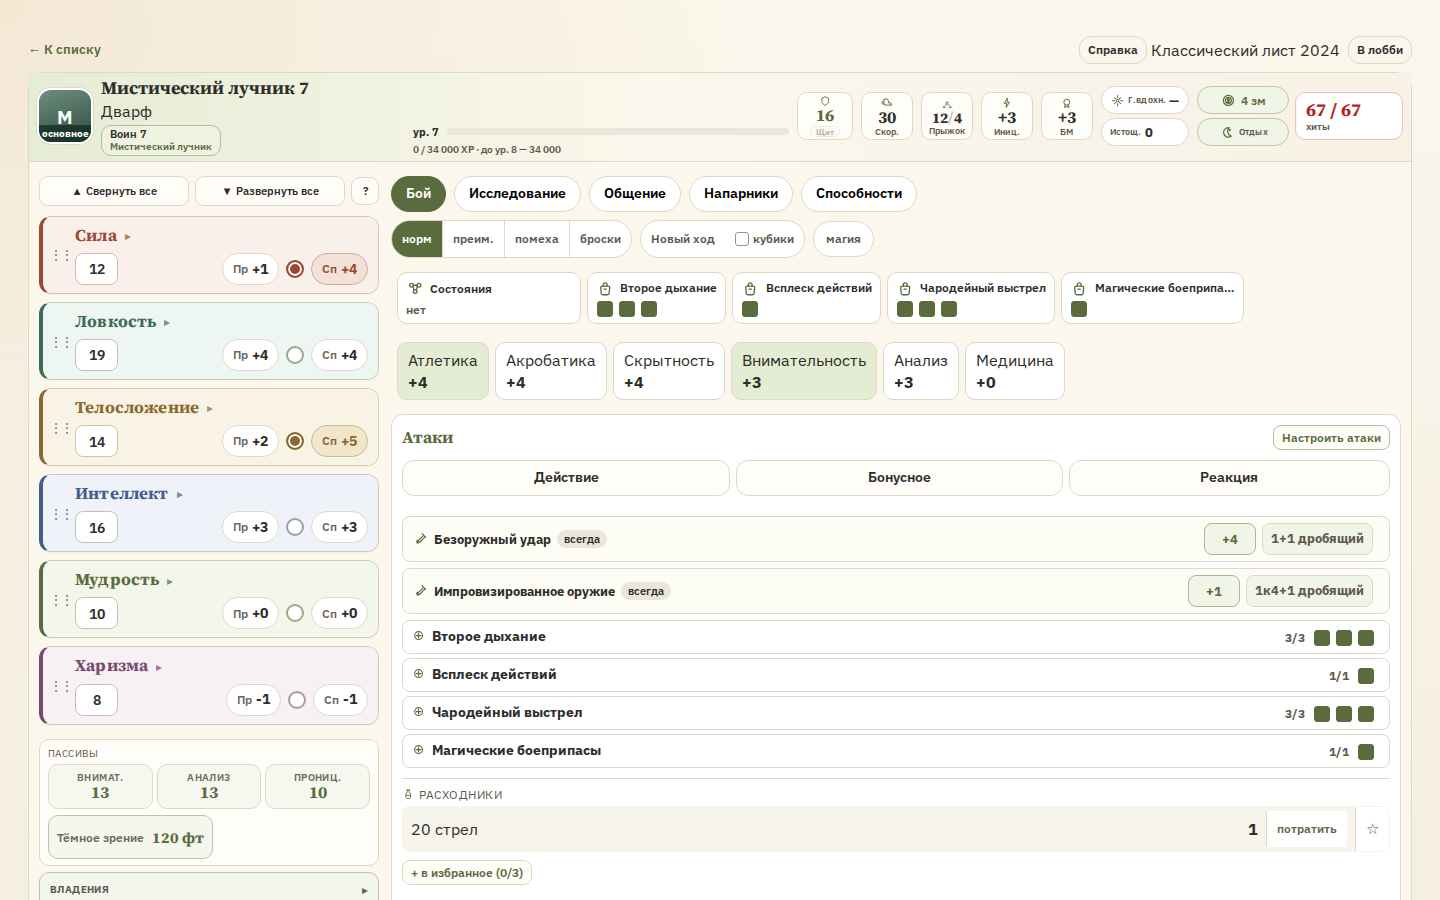 ← К списку
Справка
Классический лист 2024
В лобби
М
основное
Мистический лучник 7
Дварф
Воин 7
Мистический лучник
ур. 7
0 / 34 000 XP · до ур. 8 — 34 000
16
Щит
30
Скор.
12/4
Прыжок
+3
Иниц.
+3
БМ
Г.вдохн. —
Истощ. 0
4 зм
Отдых
67 / 67
хиты
▲ Свернуть все
▼ Развернуть все
?
Сила ▸
12
Пр +1
Сп +4
Ловкость ▸
19
Пр +4
Сп +4
Телосложение ▸
14
Пр +2
Сп +5
Интеллект ▸
16
Пр +3
Сп +3
Мудрость ▸
10
Пр +0
Сп +0
Харизма ▸
8
Пр -1
Сп -1
ПАССИВЫ
ВНИМАТ.
13
АНАЛИЗ
13
ПРОНИЦ.
10
Тёмное зрение 120 фт
ВЛАДЕНИЯ ▸
Бой
Исследование
Общение
Напарники
Способности
норм
преим.
помеха
броски
Новый ход
кубики
магия
Состояния
нет
Второе дыхание
Всплеск действий
Чародейный выстрел
Магические боеприпа...
Атлетика
+4
Акробатика
+4
Скрытность
+4
Внимательность
+3
Анализ
+3
Медицина
+0
Атаки
Настроить атаки
Действие
Бонусное
Реакция
Безоружный удар всегда
+4
1+1 дробящий
Импровизированное оружие всегда
+1
1к4+1 дробящий
Второе дыхание
3/3
Всплеск действий
1/1
Чародейный выстрел
3/3
Магические боеприпасы
1/1
РАСХОДНИКИ
20 стрел
1
потратить
☆
+ в избранное (0/3)